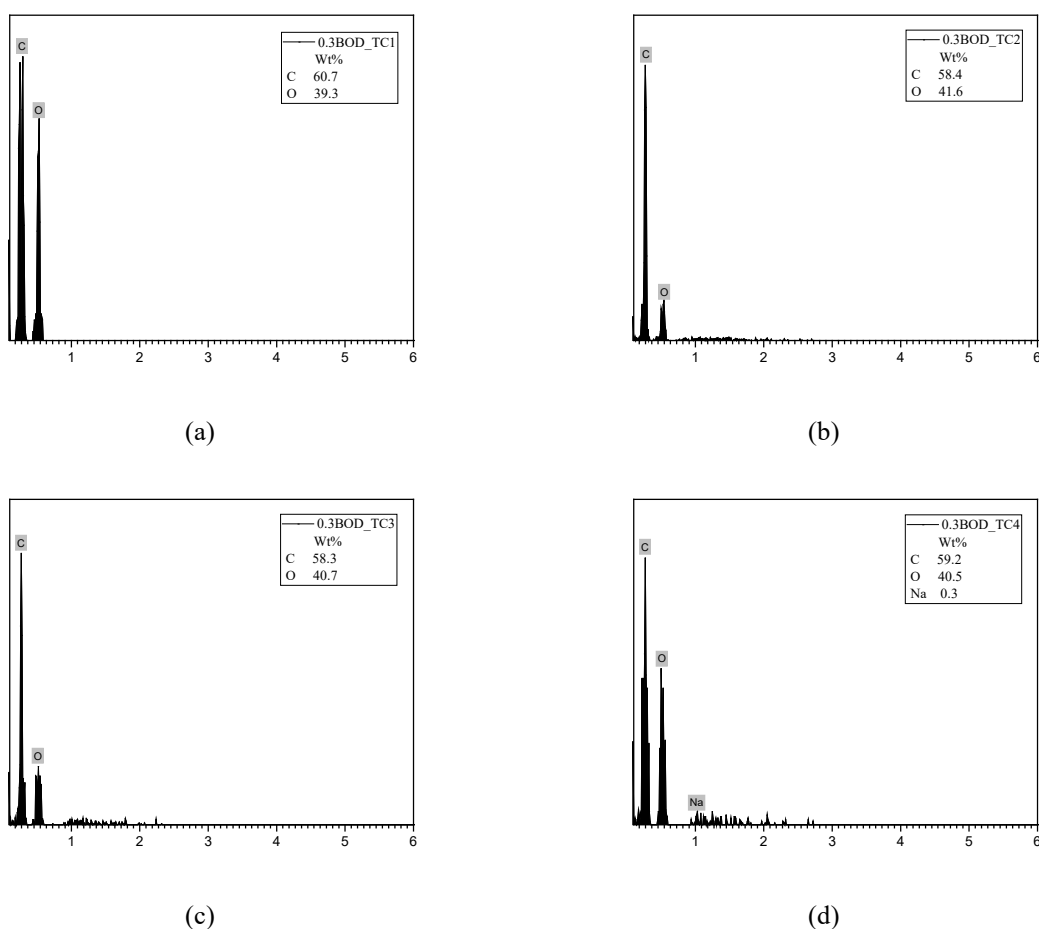 C
O
0.3BOD_TC1
Wt%
C 60.7
O 39.3
1 2 3 4 5 6
(a)
C
O
0.3BOD_TC2
Wt%
C 58.4
O 41.6
1 2 3 4 5 6
(b)
C
O
0.3BOD_TC3
Wt%
C 58.3
O 40.7
1 2 3 4 5 6
(c)
C
O
Na
0.3BOD_TC4
Wt%
C 59.2
O 40.5
Na 0.3
1 2 3 4 5 6
(d)